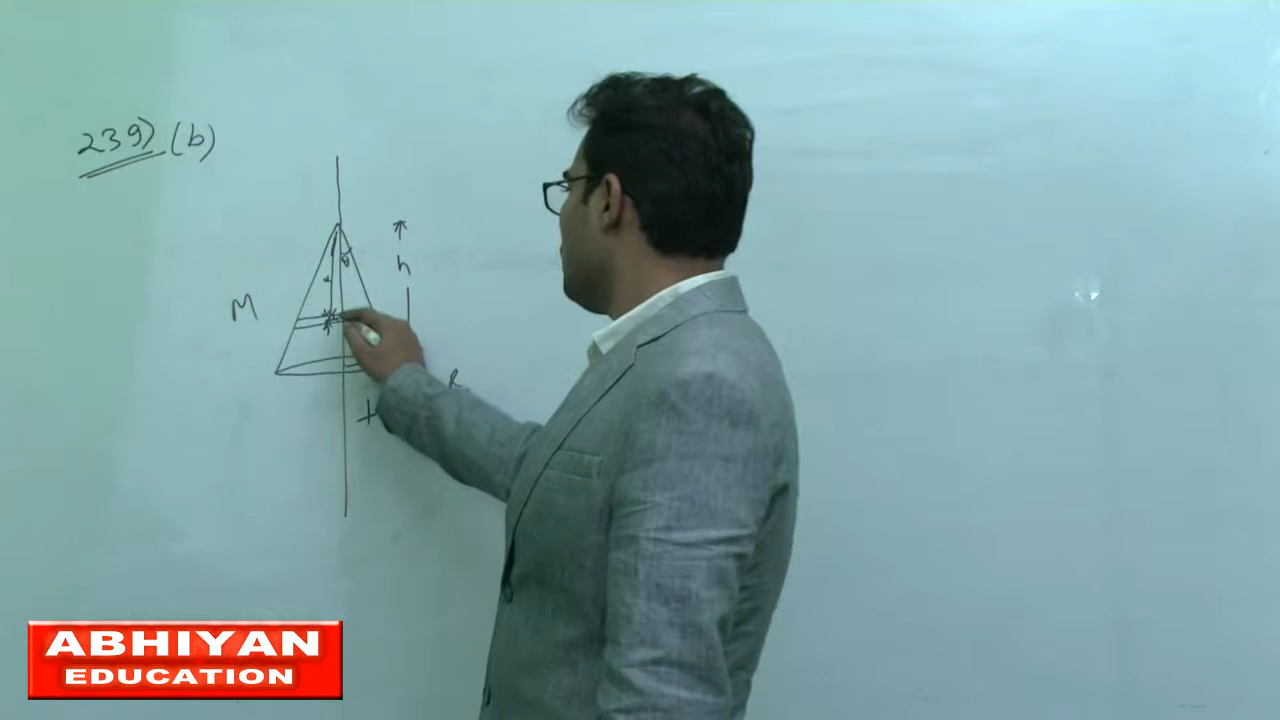 239) (b)
θ
h
x
M
R
ABHIYAN
EDUCATION